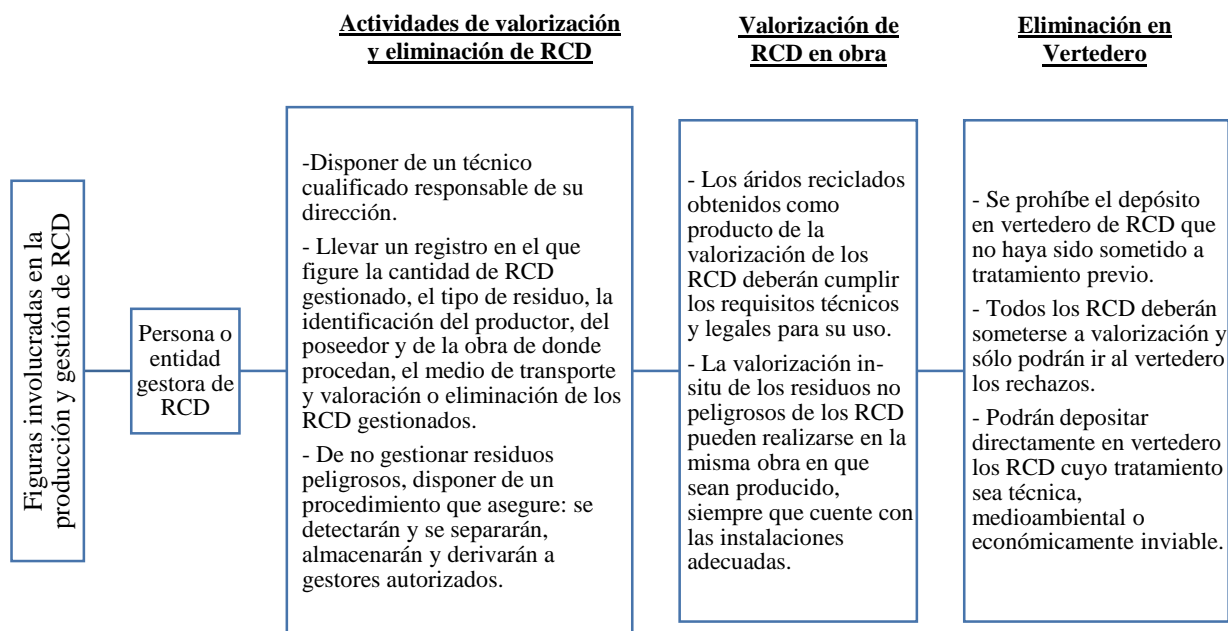 Actividades de valorización
y eliminación de RCD
Valorización de
RCD en obra
Eliminación en
Vertedero
Figuras involucradas en la
producción y gestión de RCD
Persona o
entidad
gestora de
RCD
-Disponer de un técnico
cualificado responsable de su
dirección.
- Llevar un registro en el que
figure la cantidad de RCD
gestionado, el tipo de residuo, la
identificación del productor, del
poseedor y de la obra de donde
procedan, el medio de transporte
y valoración o eliminación de los
RCD gestionados.
- De no gestionar residuos
peligrosos, disponer de un
procedimiento que asegure: se
detectarán y se separarán,
almacenarán y derivarán a
gestores autorizados.
- Los áridos reciclados
obtenidos como
producto de la
valorización de los
RCD deberán cumplir
los requisitos técnicos
y legales para su uso.
- La valorización in-
situ de los residuos no
peligrosos de los RCD
pueden realizarse en la
misma obra en que
sean producido,
siempre que cuente con
las instalaciones
adecuadas.
- Se prohíbe el depósito
en vertedero de RCD que
no haya sido sometido a
tratamiento previo.
- Todos los RCD deberán
someterse a valorización y
sólo podrán ir al vertedero
los rechazos.
- Podrán depositar
directamente en vertedero
los RCD cuyo tratamiento
sea técnica,
medioambiental o
económicamente inviable.